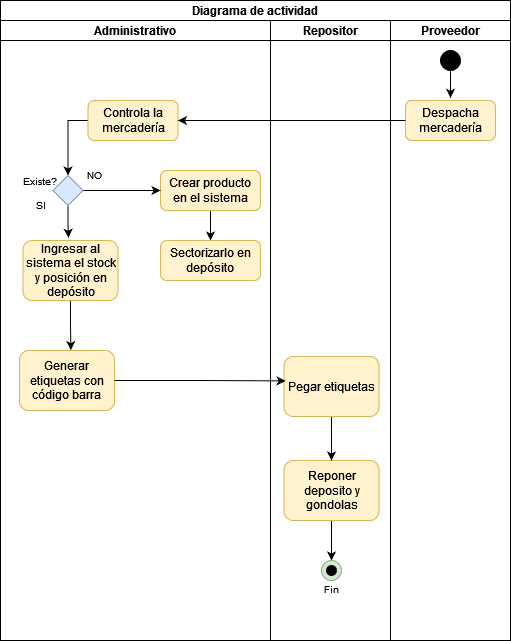 Diagrama de actividad
Administrativo
Repositor
Proveedor
Controla la
mercadería
Despacha
mercadería
Existe?
NO
SI
Crear producto
en el sistema
Sectorizarlo en
depósito
Ingresar al
sistema el stock
y posición en
depósito
Generar
etiquetas con
código barra
Pegar etiquetas
Reponer
deposito y
gondolas
Fin